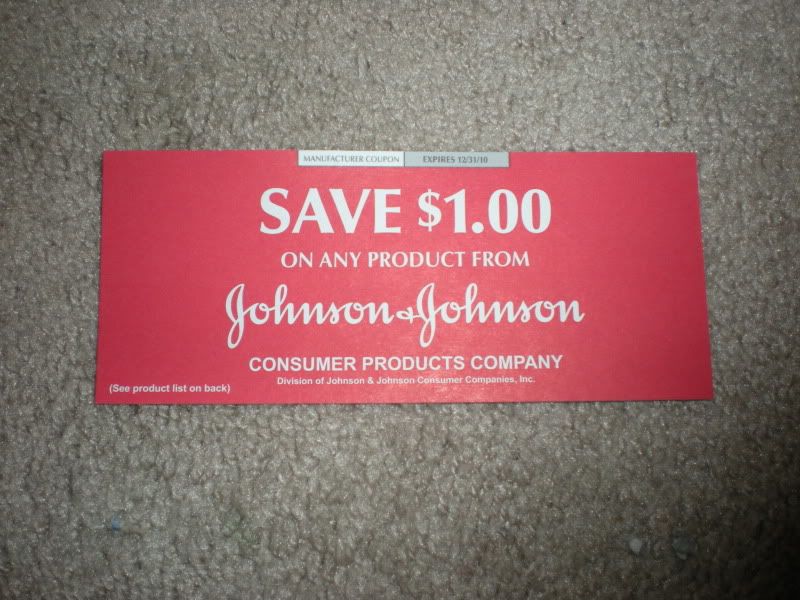 MANUFACTURER COUPON EXPIRES 12/31/10
SAVE $1.00
ON ANY PRODUCT FROM
Johnson & Johnson
CONSUMER PRODUCTS COMPANY
Division of Johnson & Johnson Consumer Companies, Inc.
(See product list on back)